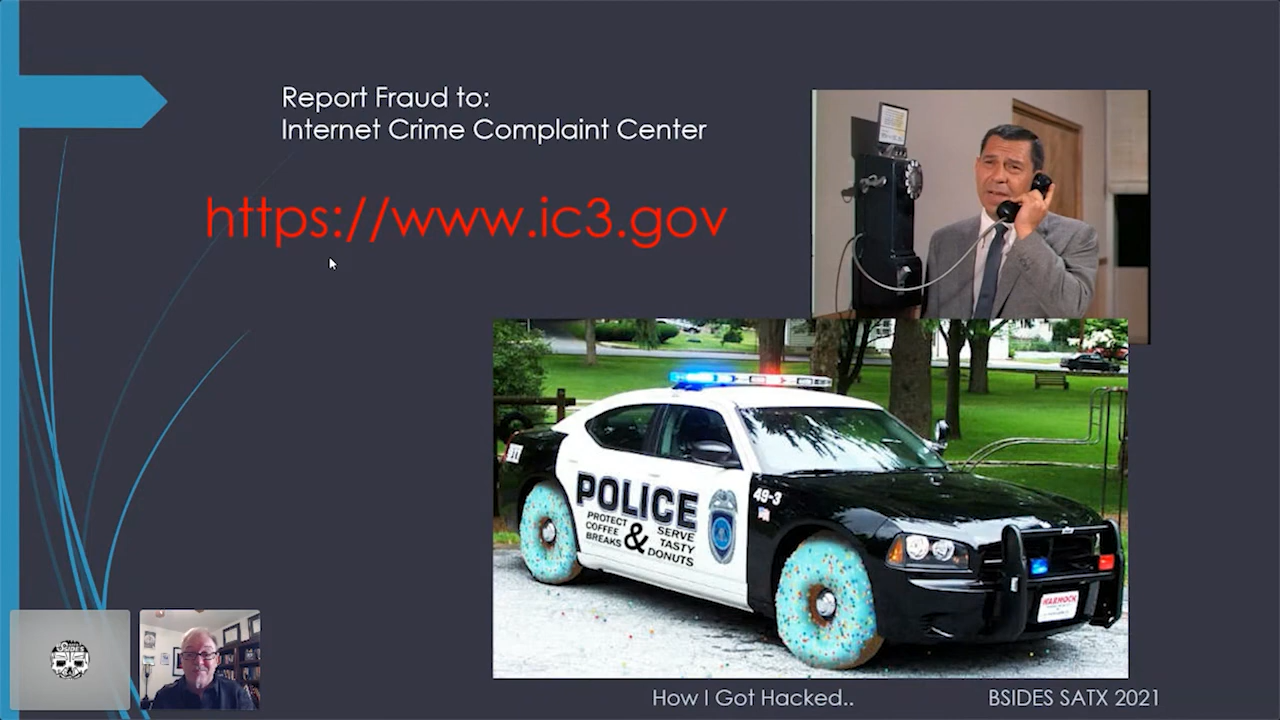 Report Fraud to:
Internet Crime Complaint Center
https://www.ic3.gov
POLICE
PROTECT
COFFEE
BREAKS
&
SERVE
TASTY
DONUTS
49-3
BSIDES
How I Got Hacked..
BSIDES SATX 2021